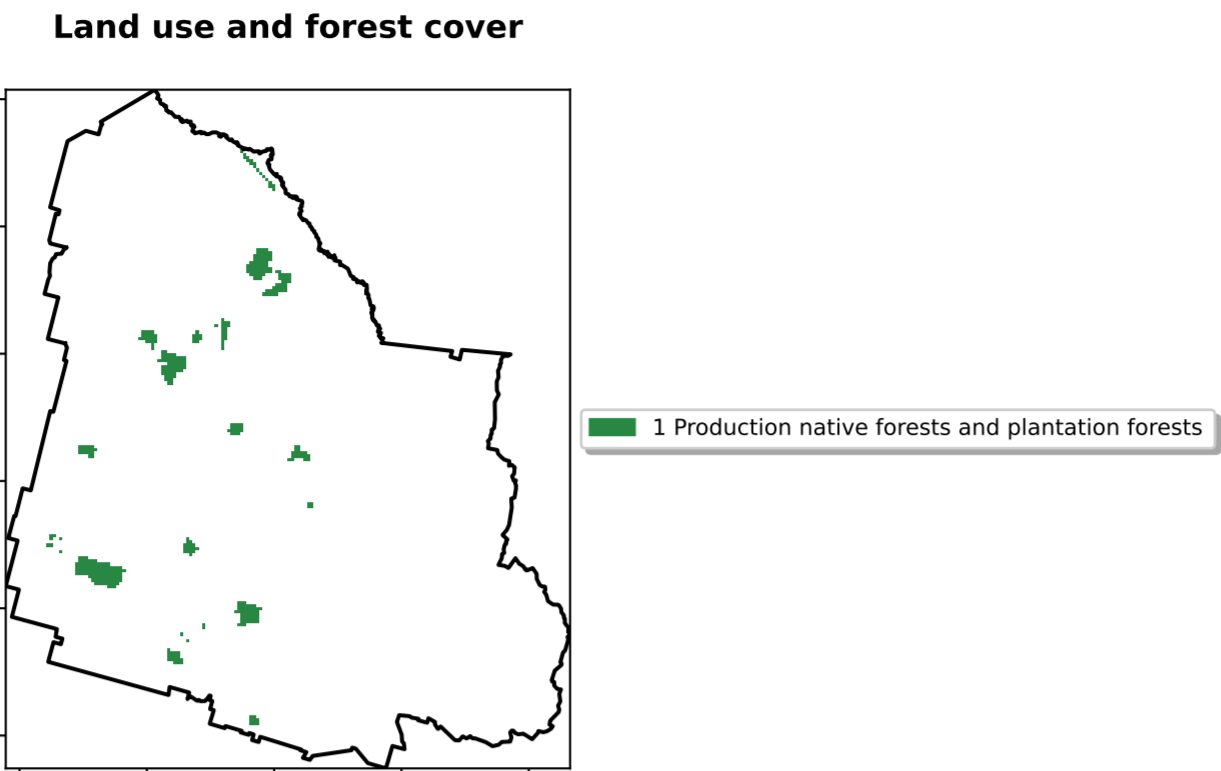 Land use and forest cover
1 Production native forests and plantation forests